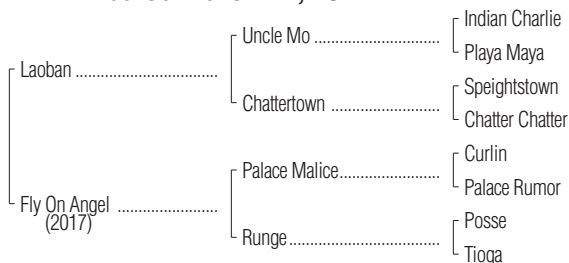 Indian Charlie
Uncle Mo
Playa Maya
Laoban
Speightstown
Chattertown
Chatter Chatter
Curlin
Palace Malice
Palace Rumor
Fly On Angel
(2017)
Posse
Runge
Tioga